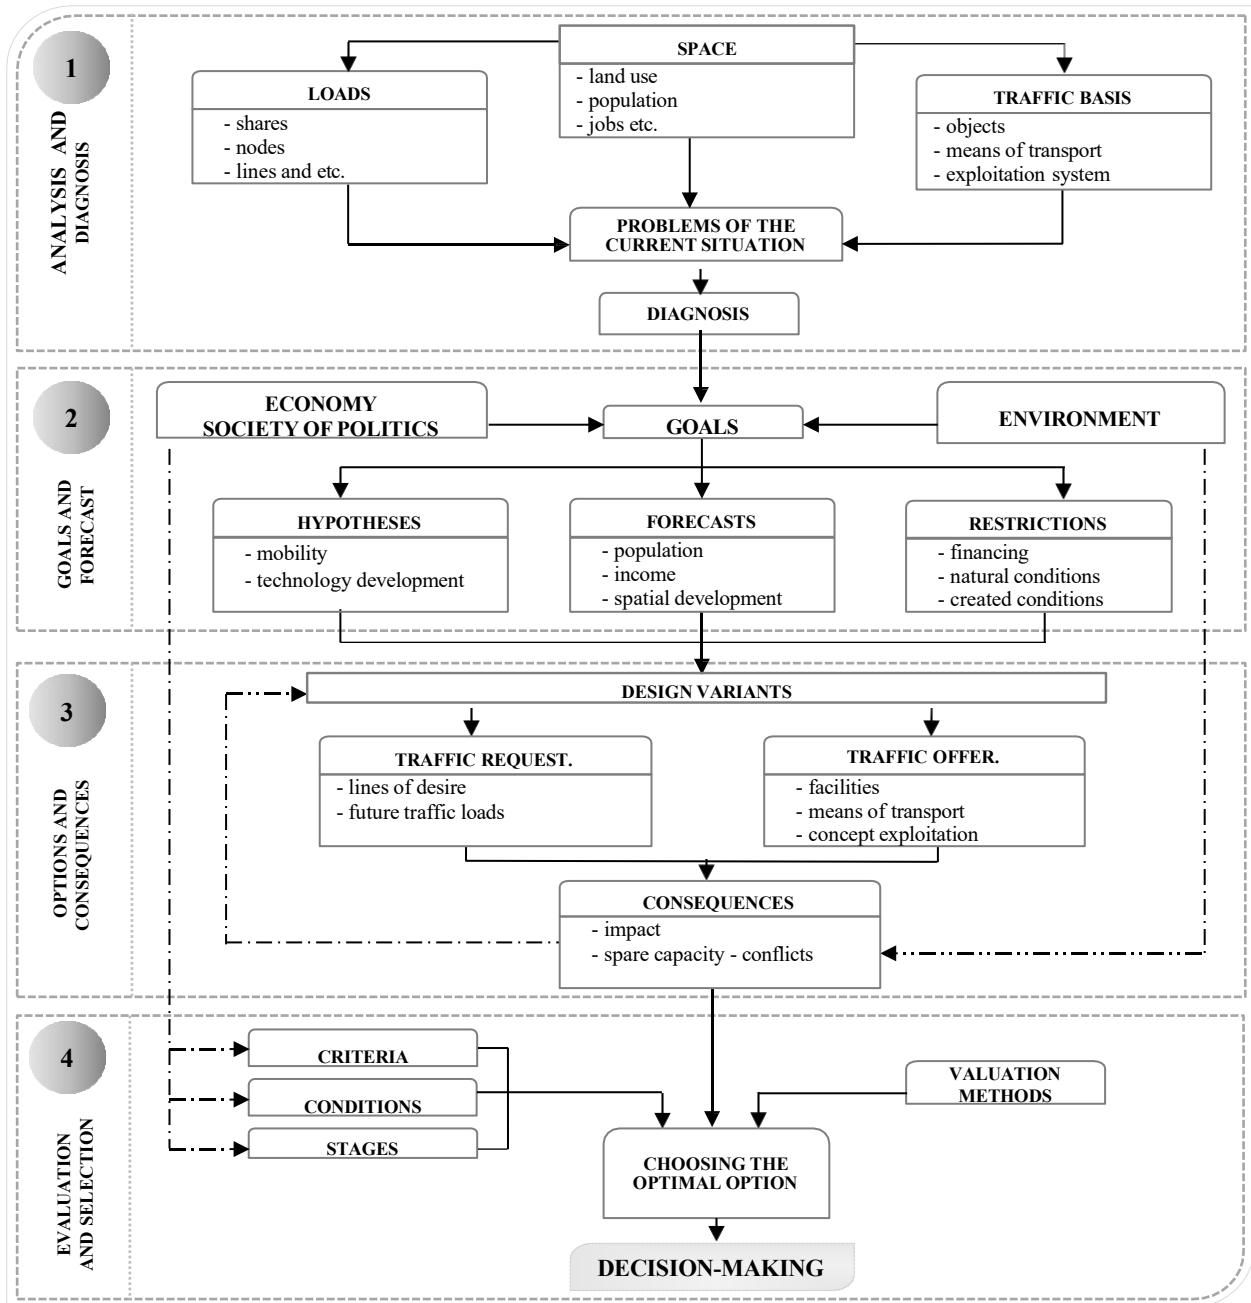 1
ANALYSIS AND
DIAGNOSIS
SPACE
- land use
- population
- jobs etc.
LOADS
- shares
- nodes
- lines and etc.
TRAFFIC BASIS
- objects
- means of transport
- exploitation system
PROBLEMS OF THE
CURRENT SITUATION
DIAGNOSIS
2
GOALS AND
FORECAST
ECONOMY
SOCIETY OF POLITICS
GOALS
ENVIRONMENT
HYPOTHESES
- mobility
- technology development
FORECASTS
- population
- income
- spatial development
RESTRICTIONS
- financing
- natural conditions
- created conditions
3
OPTIONS AND
CONSEQUENCES
DESIGN VARIANTS
TRAFFIC REQUEST.
- lines of desire
- future traffic loads
TRAFFIC OFFER.
- facilities
- means of transport
- concept exploitation
CONSEQUENCES
- impact
- spare capacity - conflicts
4
EVALUATION
AND SELECTION
CRITERIA
CONDITIONS
STAGES
VALUATION
METHODS
CHOOSING THE
OPTIMAL OPTION
DECISION-MAKING